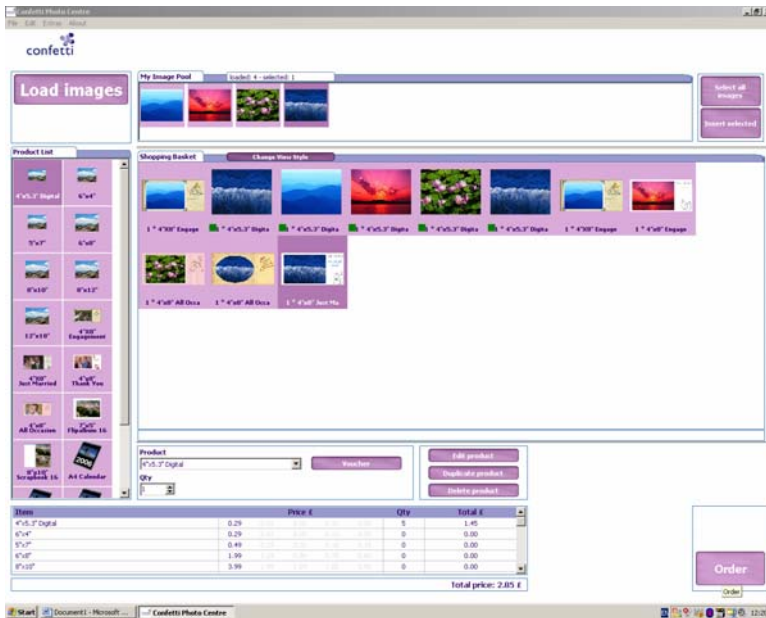 Confetti Photo Centre
File Edit Extras About
confetti
Load images
My Image Pool
loaded: 4 - selected: 1
Select all images
Insert selected
Product List
4"x5.3" Digital
6"x4"
5"x7"
6"x8"
8"x10"
8"x12"
12"x18"
4"X8" Engagement
4"X8" Just Married
4"x8" Thank You
4"x8" All Occasion
7"x5" Flipalbum 16
8"x10" Scrapbook 16
A4 Calendar
Shopping Basket
Change View Style
1 * 4"X8" Engage
* 4"x5.3" Digita
* 4"x5.3" Digita
* 4"x5.3" Digita
* 4"x5.3" Digita
* 4"x5.3" Digita
1 * 4"X8" Engage
1 * 4"x8" Engage
1 * 4"x8" All Occa
1 * 4"x8" All Occa
1 * 4"x8" Just Ma
Product
4"x5.3" Digital
Voucher
Qty
1
Edit product
Duplicate product
Delete product
Item Price £ Qty Total £
4"x5.3" Digital 0.29 5 1.45
6"x4" 0.29 0 0.00
5"x7" 0.49 0 0.00
6"x8" 1.99 0 0.00
8"x10" 3.99 0 0.00
Total price: 2.85 £
Order
Order
Start
Document1 - Microsoft ...
Confetti Photo Centre